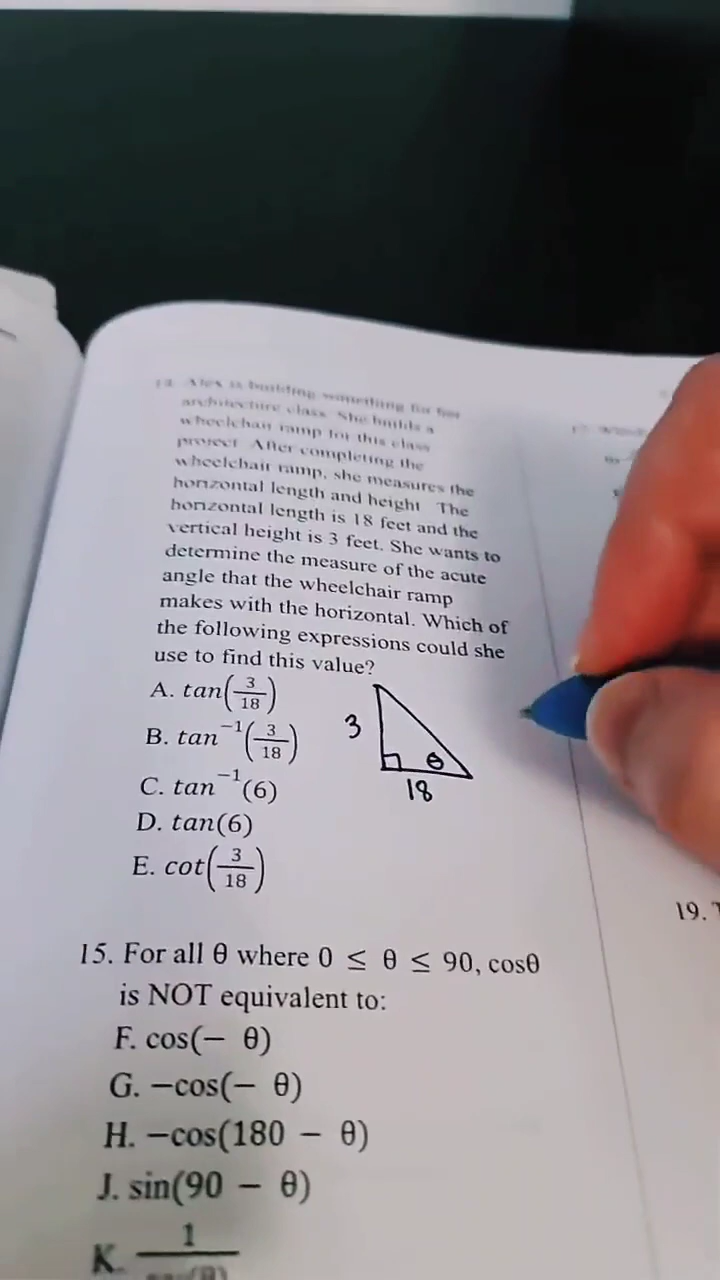 14. Alex is building something for her
architecture class. She builds a
wheelchair ramp for this class
project. After completing the
wheelchair ramp, she measures the
horizontal length and height. The
horizontal length is 18 feet and the
vertical height is 3 feet. She wants to
determine the measure of the acute
angle that the wheelchair ramp
makes with the horizontal. Which of
the following expressions could she
use to find this value?
A. tan(3/18)
B. tan⁻¹(3/18)
C. tan⁻¹(6)
D. tan(6)
E. cot(3/18)
3
θ
18
15. For all θ where 0 ≤ θ ≤ 90, cosθ
is NOT equivalent to:
F. cos(− θ)
G. −cos(− θ)
H. −cos(180 − θ)
J. sin(90 − θ)
K. 1
19.